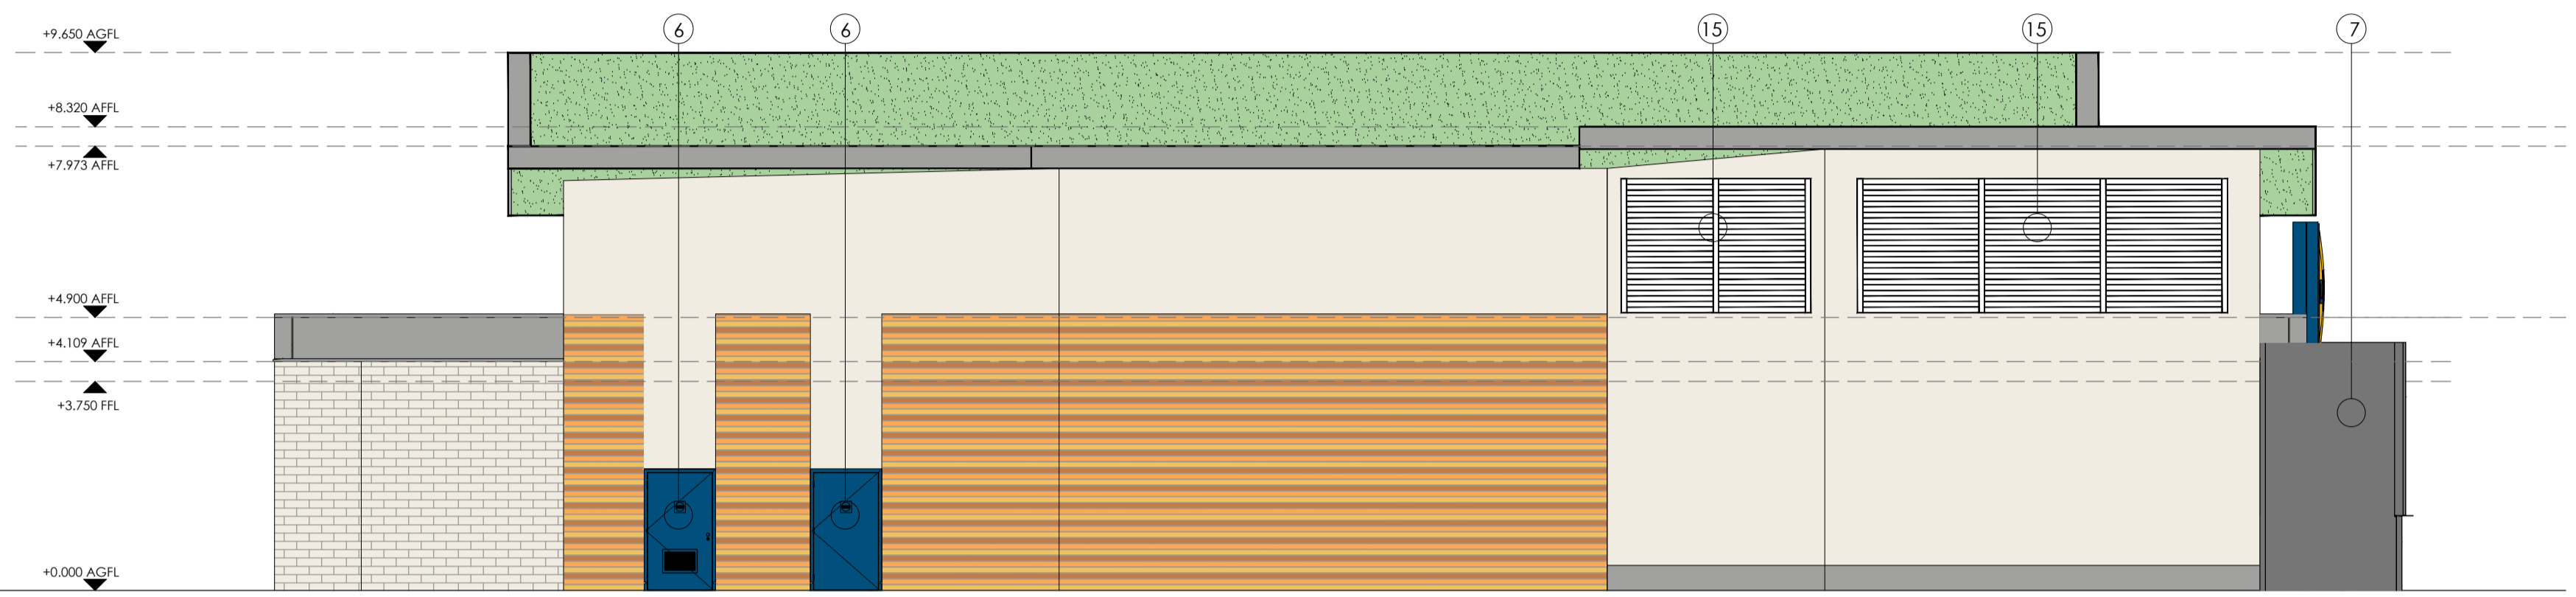 6
6
15
15
7
+9.650 AGFL
+8.320 AFFL
+7.973 AFFL
+4.900 AFFL
+4.109 AFFL
+3.750 FFL
+0.000 AGFL